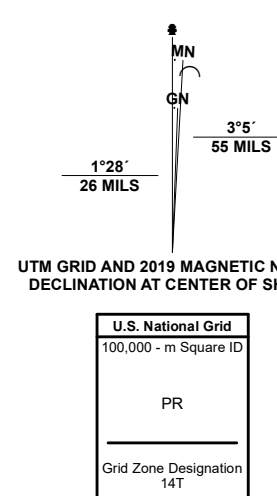 MN
GN
3°5´
55 MILS
1°28´
26 MILS
UTM GRID AND 2019 MAGNETIC N
DECLINATION AT CENTER OF SH
U.S. National Grid
100,000 - m Square ID
PR
Grid Zone Designation
14T